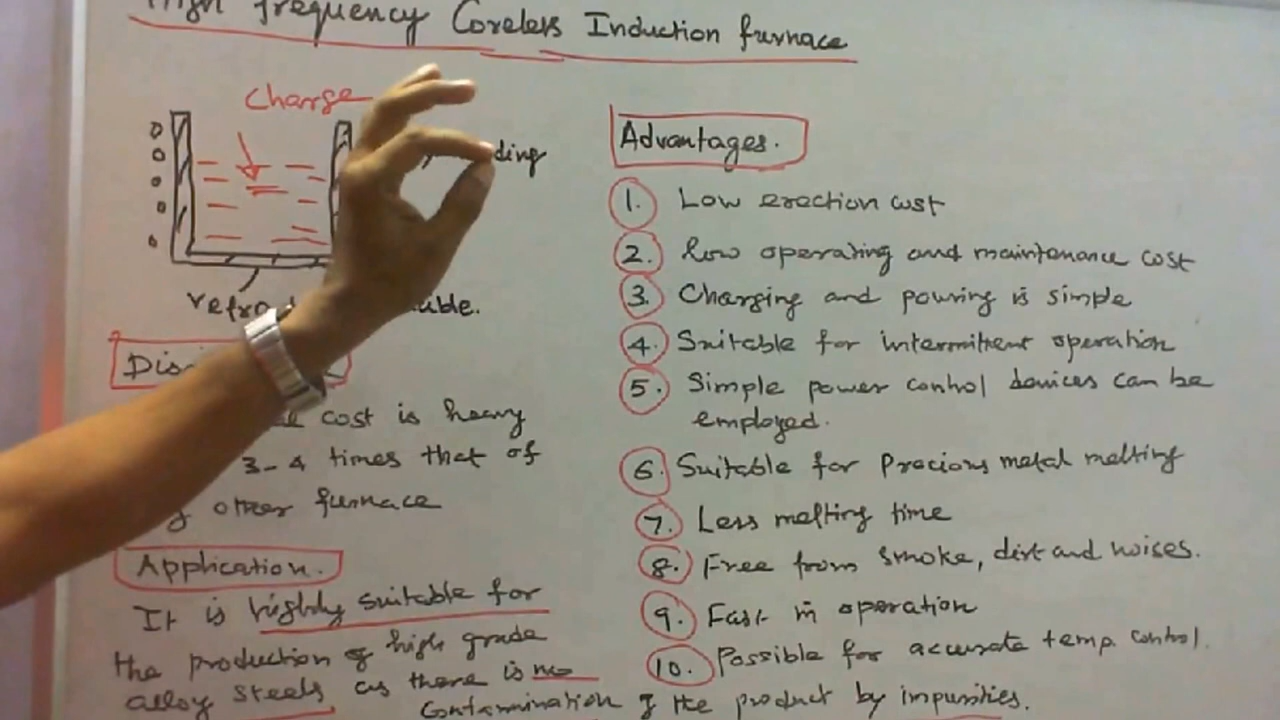 High frequency Coreless Induction furnace
Charge
ding
refra
ible.
Dis
cost is heavy
3-4 times that of
other furnace
Application.
It is highly suitable for
the production of high grade
alloy steels as there is no
contamination of the product by impurities.
Advantages.
1. Low erection cost
2. low operating and maintenance cost
3. Charging and pouring is simple
4. Suitable for intermittent operation
5. Simple power control devices can be
employed.
6. Suitable for Precious metal melting
7. Less melting time
8. Free from smoke, dirt and noises.
9. Fast in operation
10. Possible for accurate temp. control.